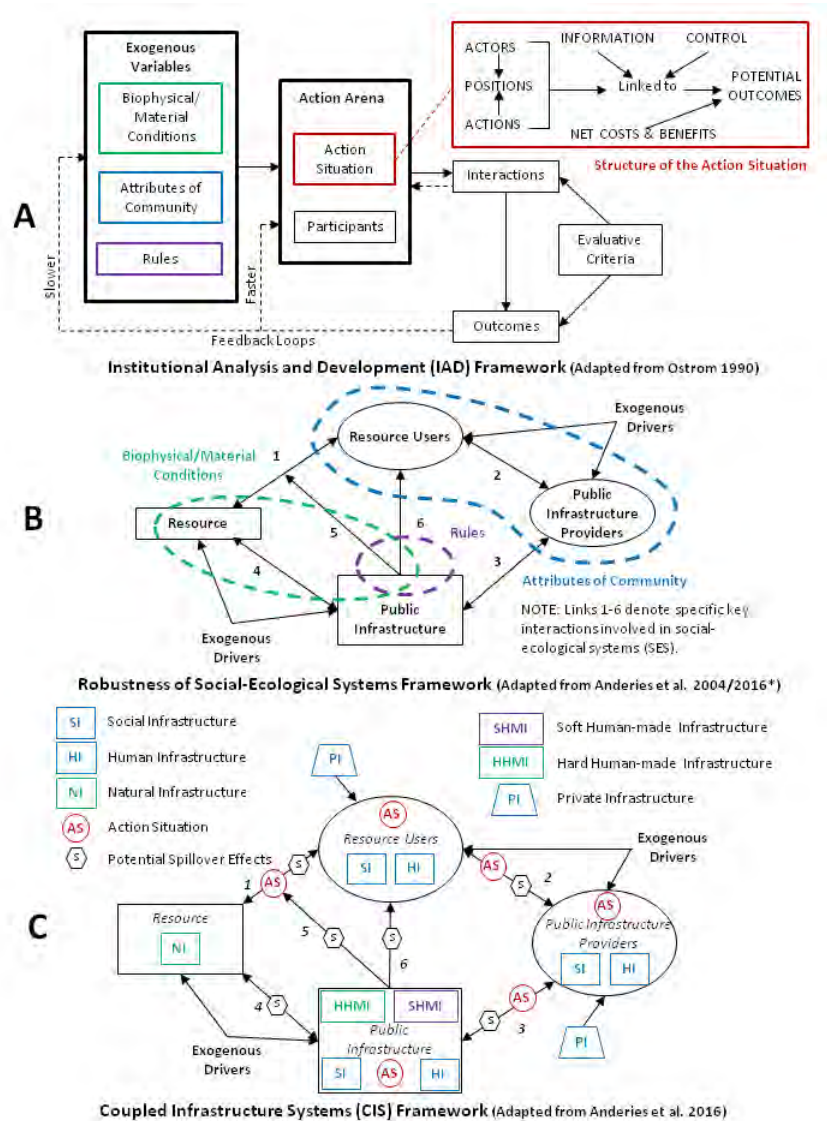 A
Exogenous
Variables
Biophysical/
Material
Conditions
Attributes of
Community
Rules
Action Arena
Action
Situation
Participants
ACTORS
POSITIONS
ACTIONS
INFORMATION
CONTROL
Linked to
POTENTIAL
OUTCOMES
NET COSTS & BENEFITS
Structure of the Action Situation
Interactions
Evaluative
Criteria
Outcomes
Slower
Faster
Feedback Loops
Institutional Analysis and Development (IAD) Framework (Adapted from Ostrom 1990)
B
Biophysical/Material
Conditions
Resource Users
Exogenous
Drivers
1
2
Public
Infrastructure
Providers
Resource
5
6
Rules
4
3
Attributes of Community
Public
Infrastructure
Exogenous
Drivers
NOTE: Links 1-6 denote specific key
interactions involved in social-
ecological systems (SES).
Robustness of Social-Ecological Systems Framework (Adapted from Anderies et al. 2004/2016*)
SI Social Infrastructure
HI Human Infrastructure
NI Natural Infrastructure
AS Action Situation
S Potential Spillover Effects
SHMI Soft Human-made Infrastructure
HHMI Hard Human-made Infrastructure
PI Private Infrastructure
C
PI
AS
Resource Users
SI HI
Exogenous
Drivers
1
AS
S
AS
S
2
Resource
NI
AS
Public Infrastructure
Providers
SI HI
5
S
S
6
4
S
AS
S
3
PI
HHMI SHMI
Public
Infrastructure
SI AS HI
Exogenous
Drivers
Coupled Infrastructure Systems (CIS) Framework (Adapted from Anderies et al. 2016)